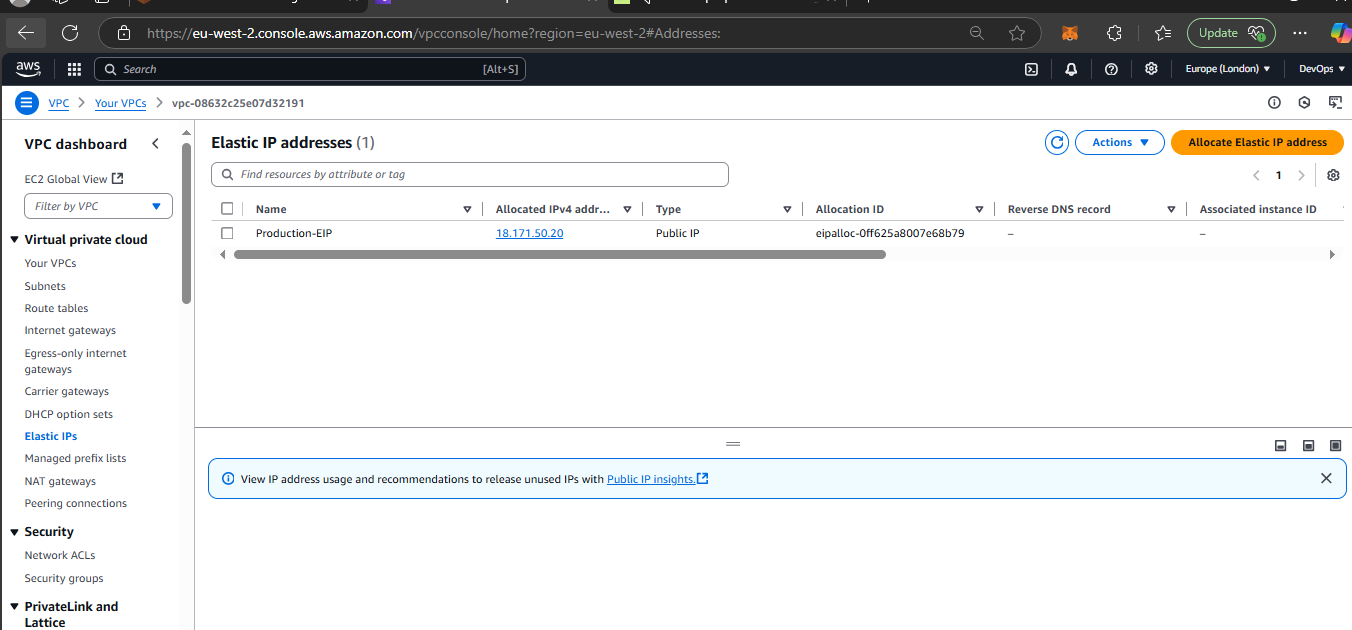 https://eu-west-2.console.aws.amazon.com/vpcconsole/home?region=eu-west-2#Addresses:
Update
aws
Search
[Alt+S]
Europe (London)
DevOps
VPC
Your VPCs
vpc-08632c25e07d32191
VPC dashboard
EC2 Global View
Filter by VPC
Virtual private cloud
Your VPCs
Subnets
Route tables
Internet gateways
Egress-only internet
gateways
Carrier gateways
DHCP option sets
Elastic IPs
Managed prefix lists
NAT gateways
Peering connections
Security
Network ACLs
Security groups
PrivateLink and
Lattice
Elastic IP addresses (1)
Actions
Allocate Elastic IP address
Find resources by attribute or tag
1
Name
Allocated IPv4 addr...
Type
Allocation ID
Reverse DNS record
Associated instance ID
Production-EIP
18.171.50.20
Public IP
eipalloc-0ff625a8007e68b79
–
–
View IP address usage and recommendations to release unused IPs with Public IP insights.